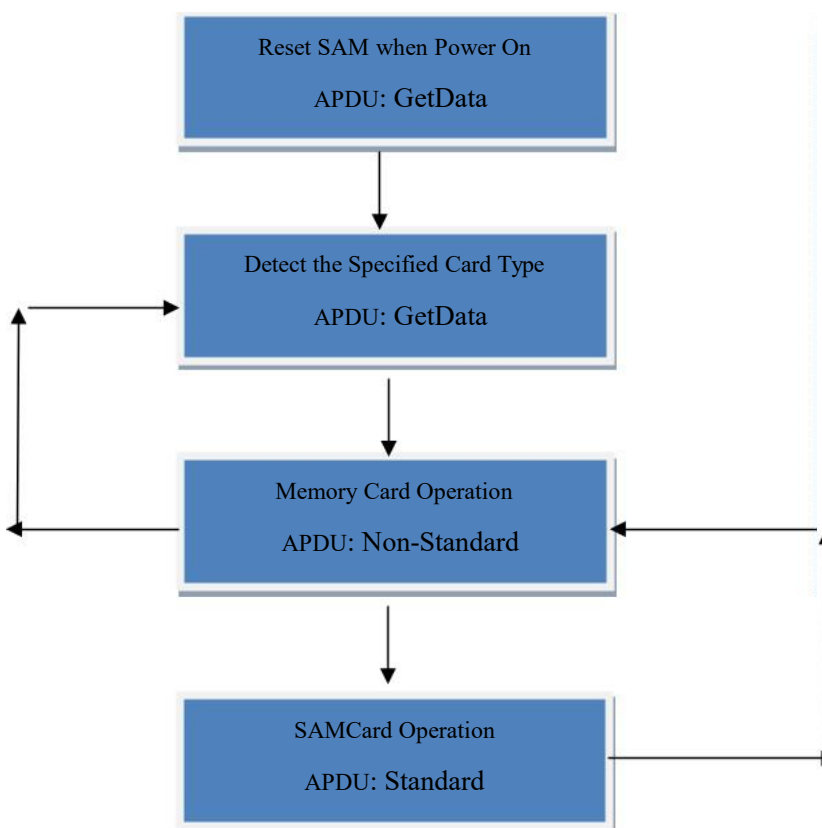 Reset SAM when Power On
APDU: GetData
Detect the Specified Card Type
APDU: GetData
Memory Card Operation
APDU: Non-Standard
SAMCard Operation
APDU: Standard